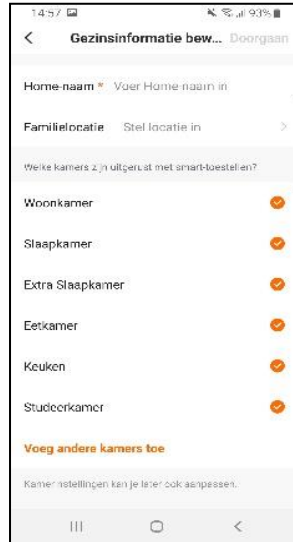 14:57 93%
Gezinsinformatie bew... Doorgaan
Home-naam * Voer Home-naam in
Familielocatie Stel locatie in
Welke kamers zijn uitgerust met smart-toestellen?
Woonkamer
Slaapkamer
Extra Slaapkamer
Eetkamer
Keuken
Studeerkamer
Voeg andere kamers toe
Kamerinstellingen kan je later ook aanpassen.